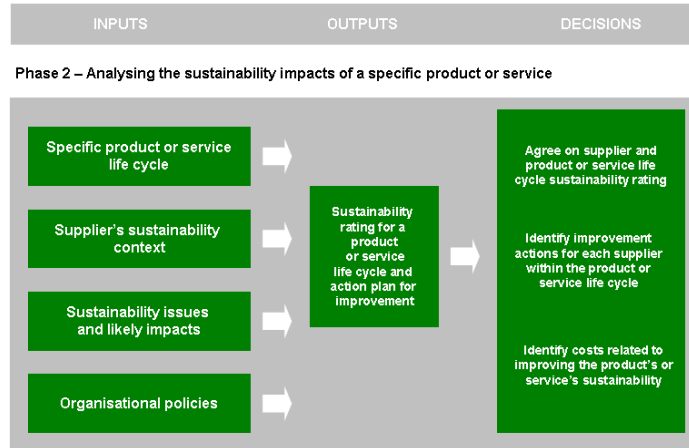 INPUTS
OUTPUTS
DECISIONS
Phase 2 – Analysing the sustainability impacts of a specific product or service
Specific product or service
life cycle
Supplier's sustainability
context
Sustainability issues
and likely impacts
Organisational policies
Sustainability
rating for a
product
or service
life cycle and
action plan for
improvement
Agree on supplier and
product or service life
cycle sustainability rating
Identify improvement
actions for each supplier
within the product or
service life cycle
Identify costs related to
improving the product's or
service's sustainability